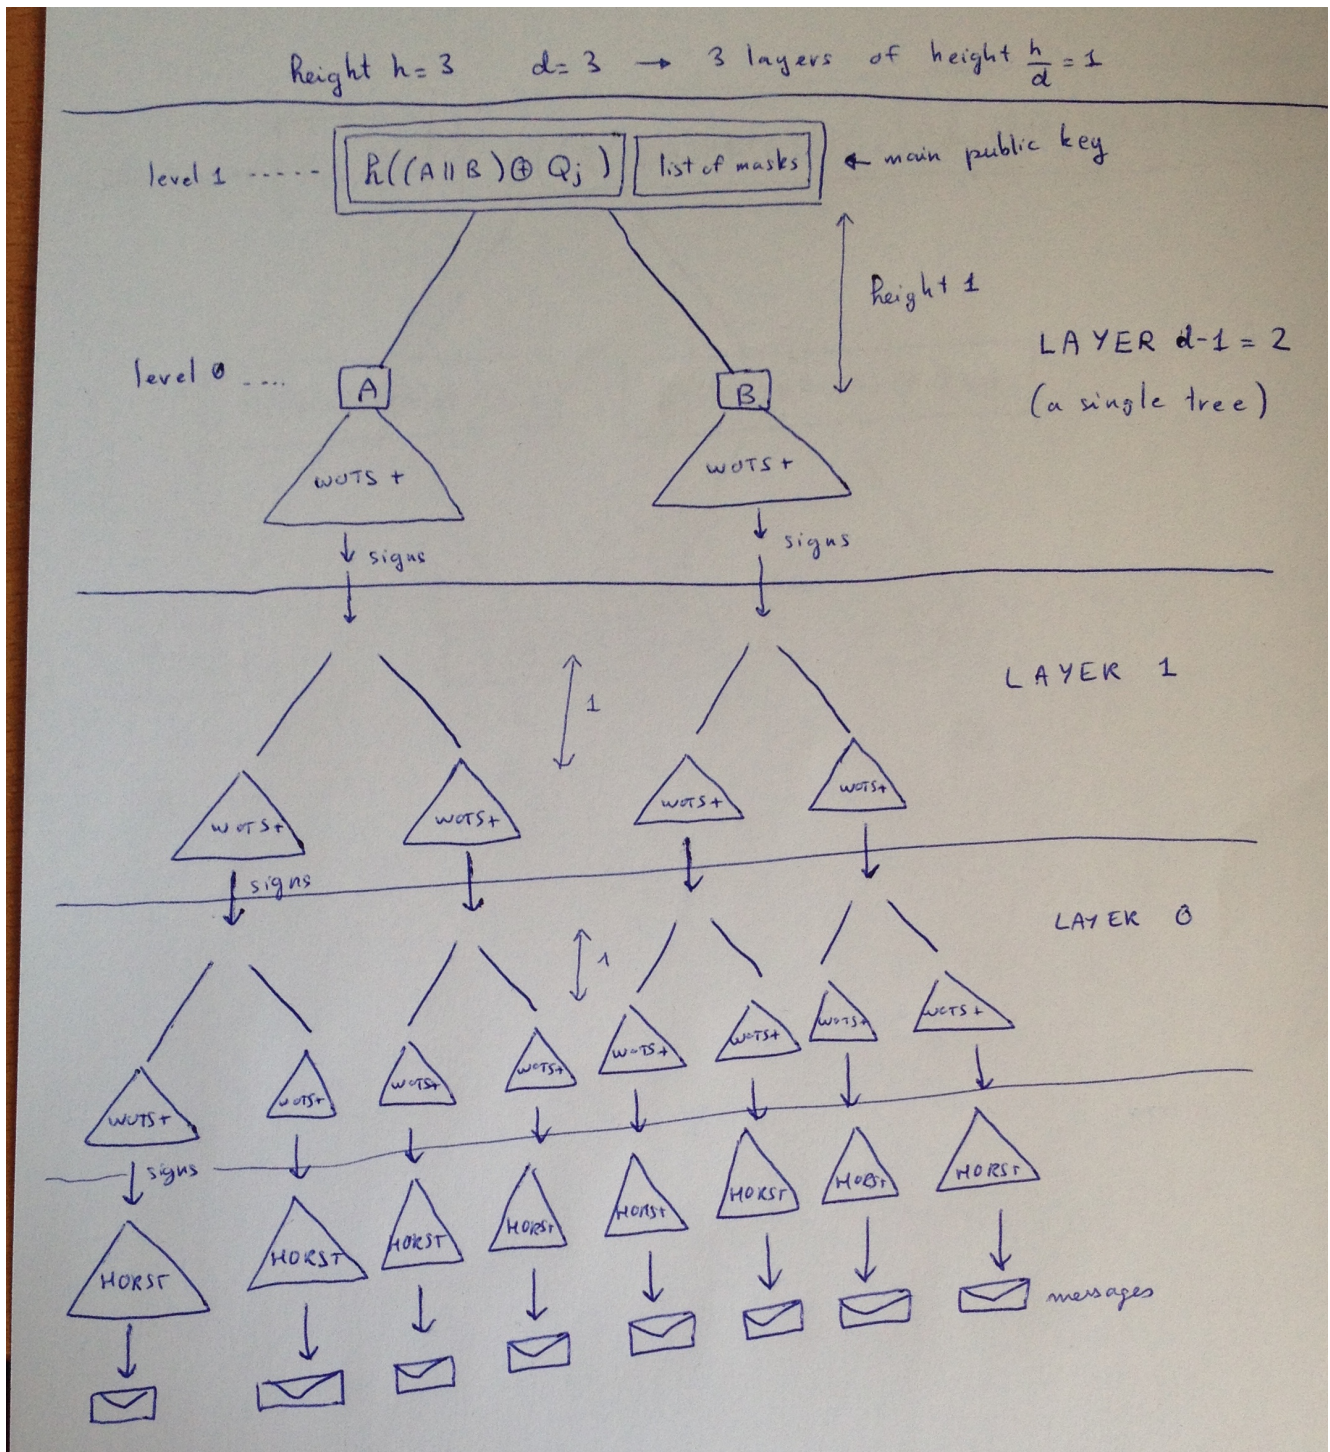 height h=3 d=3 → 3 layers of height h/d = 1
level 1 ----- h((A||B)⊕Qj) list of masks ← main public key
height 1
LAYER d-1=2
(a single tree)
level 0 ....
A B
WOTS+ WOTS+
signs signs
LAYER 1
1
WOTS+ WOTS+ WOTS+ WOTS+
signs
LAYER 0
1
WOTS+ WOTS+ WOTS+ WOTS+ WOTS+ WOTS+ WOTS+ WOTS+
signs
HORST HORST HORST HORST HORST HORST HORST HORST
messages